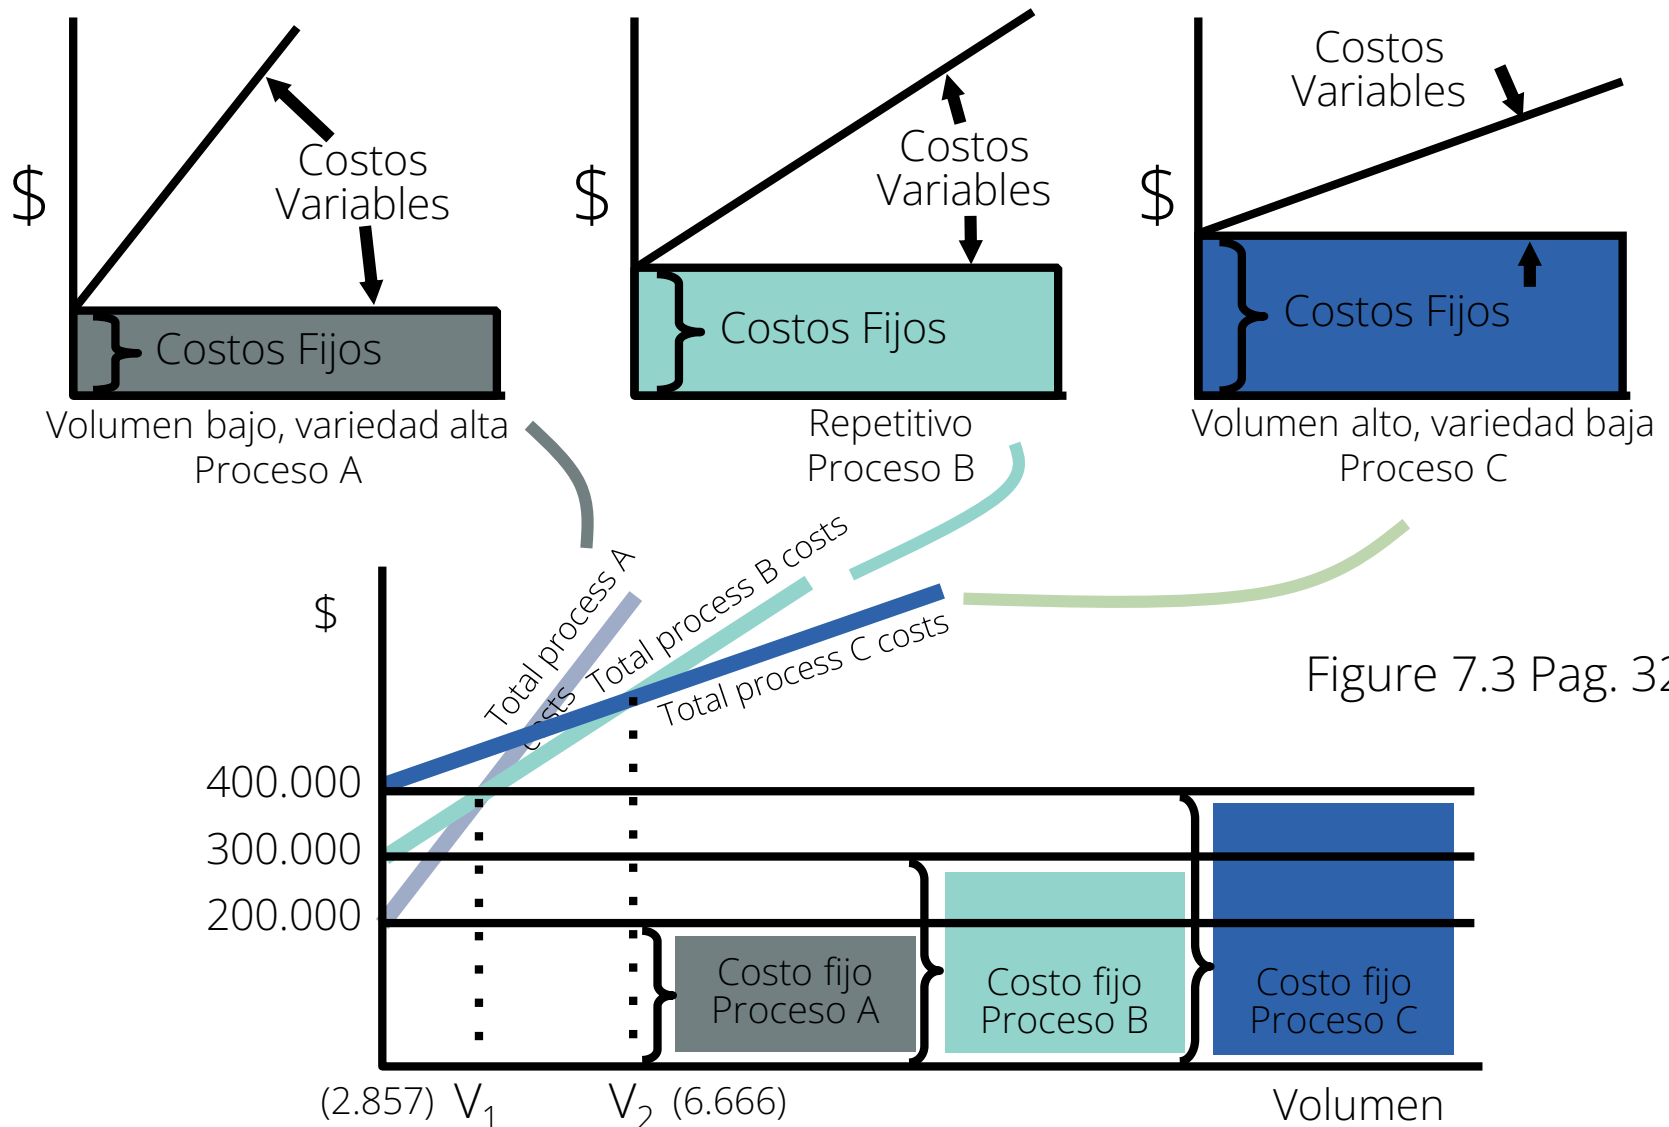 $
Costos
Variables
Costos Fijos
Volumen bajo, variedad alta
Proceso A
$
Costos
Variables
Costos Fijos
Repetitivo
Proceso B
$
Costos
Variables
Costos Fijos
Volumen alto, variedad baja
Proceso C
$
Total process A
costs
Total process B costs
Total process C costs
Figure 7.3 Pag. 32
400.000
300.000
200.000
Costo fijo
Proceso A
Costo fijo
Proceso B
Costo fijo
Proceso C
(2.857) V1 V2 (6.666) Volumen